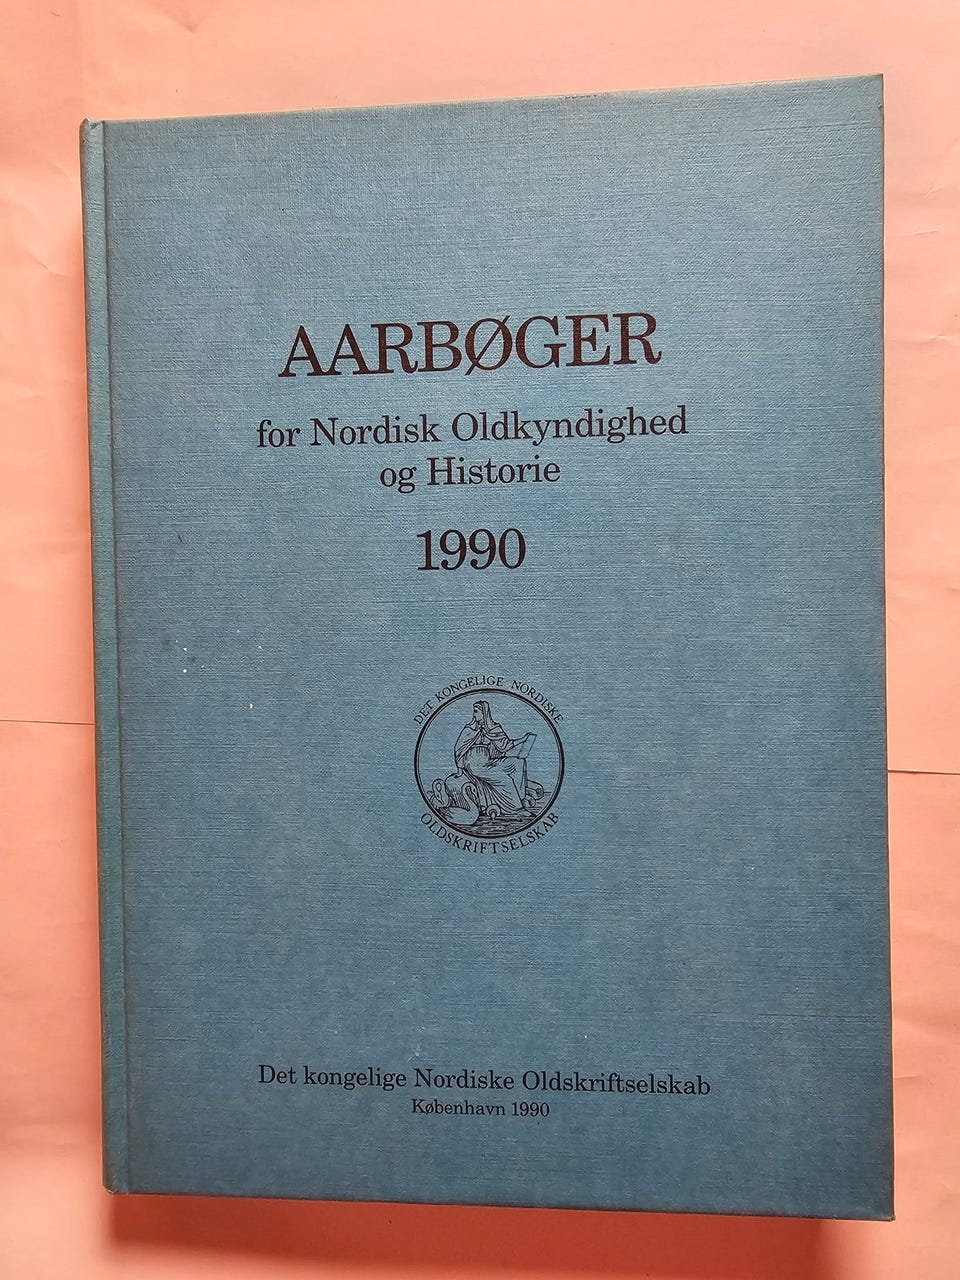 AARBØGER
for Nordisk Oldkyndighed
og Historie
1990
DET KONGELIGE NORDISKE
OLDSKRIFTSELSKAB
Det kongelige Nordiske Oldskriftselskab
København 1990